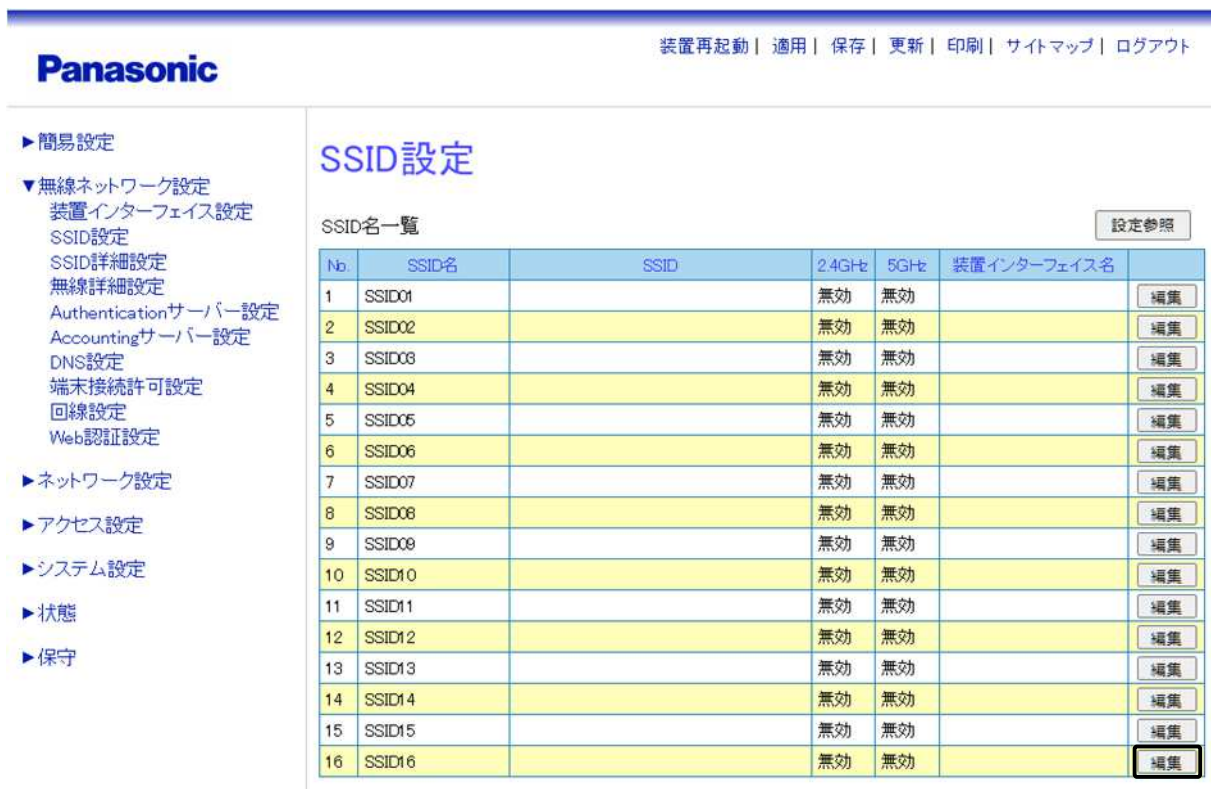 装置再起動 | 適用 | 保存 | 更新 | 印刷 | サイトマップ | ログアウト
Panasonic
►簡易設定
▼無線ネットワーク設定
装置インターフェイス設定
SSID設定
SSID詳細設定
無線詳細設定
Authenticationサーバー設定
Accountingサーバー設定
DNS設定
端末接続許可設定
回線設定
Web認証設定
►ネットワーク設定
►アクセス設定
►システム設定
►状態
►保守
SSID設定
SSID名一覧 設定参照
No. SSID名 SSID 2.4GHz 5GHz 装置インターフェイス名
1 SSID01 無効 無効 編集
2 SSID02 無効 無効 編集
3 SSID03 無効 無効 編集
4 SSID04 無効 無効 編集
5 SSID05 無効 無効 編集
6 SSID06 無効 無効 編集
7 SSID07 無効 無効 編集
8 SSID08 無効 無効 編集
9 SSID09 無効 無効 編集
10 SSID10 無効 無効 編集
11 SSID11 無効 無効 編集
12 SSID12 無効 無効 編集
13 SSID13 無効 無効 編集
14 SSID14 無効 無効 編集
15 SSID15 無効 無効 編集
16 SSID16 無効 無効 編集